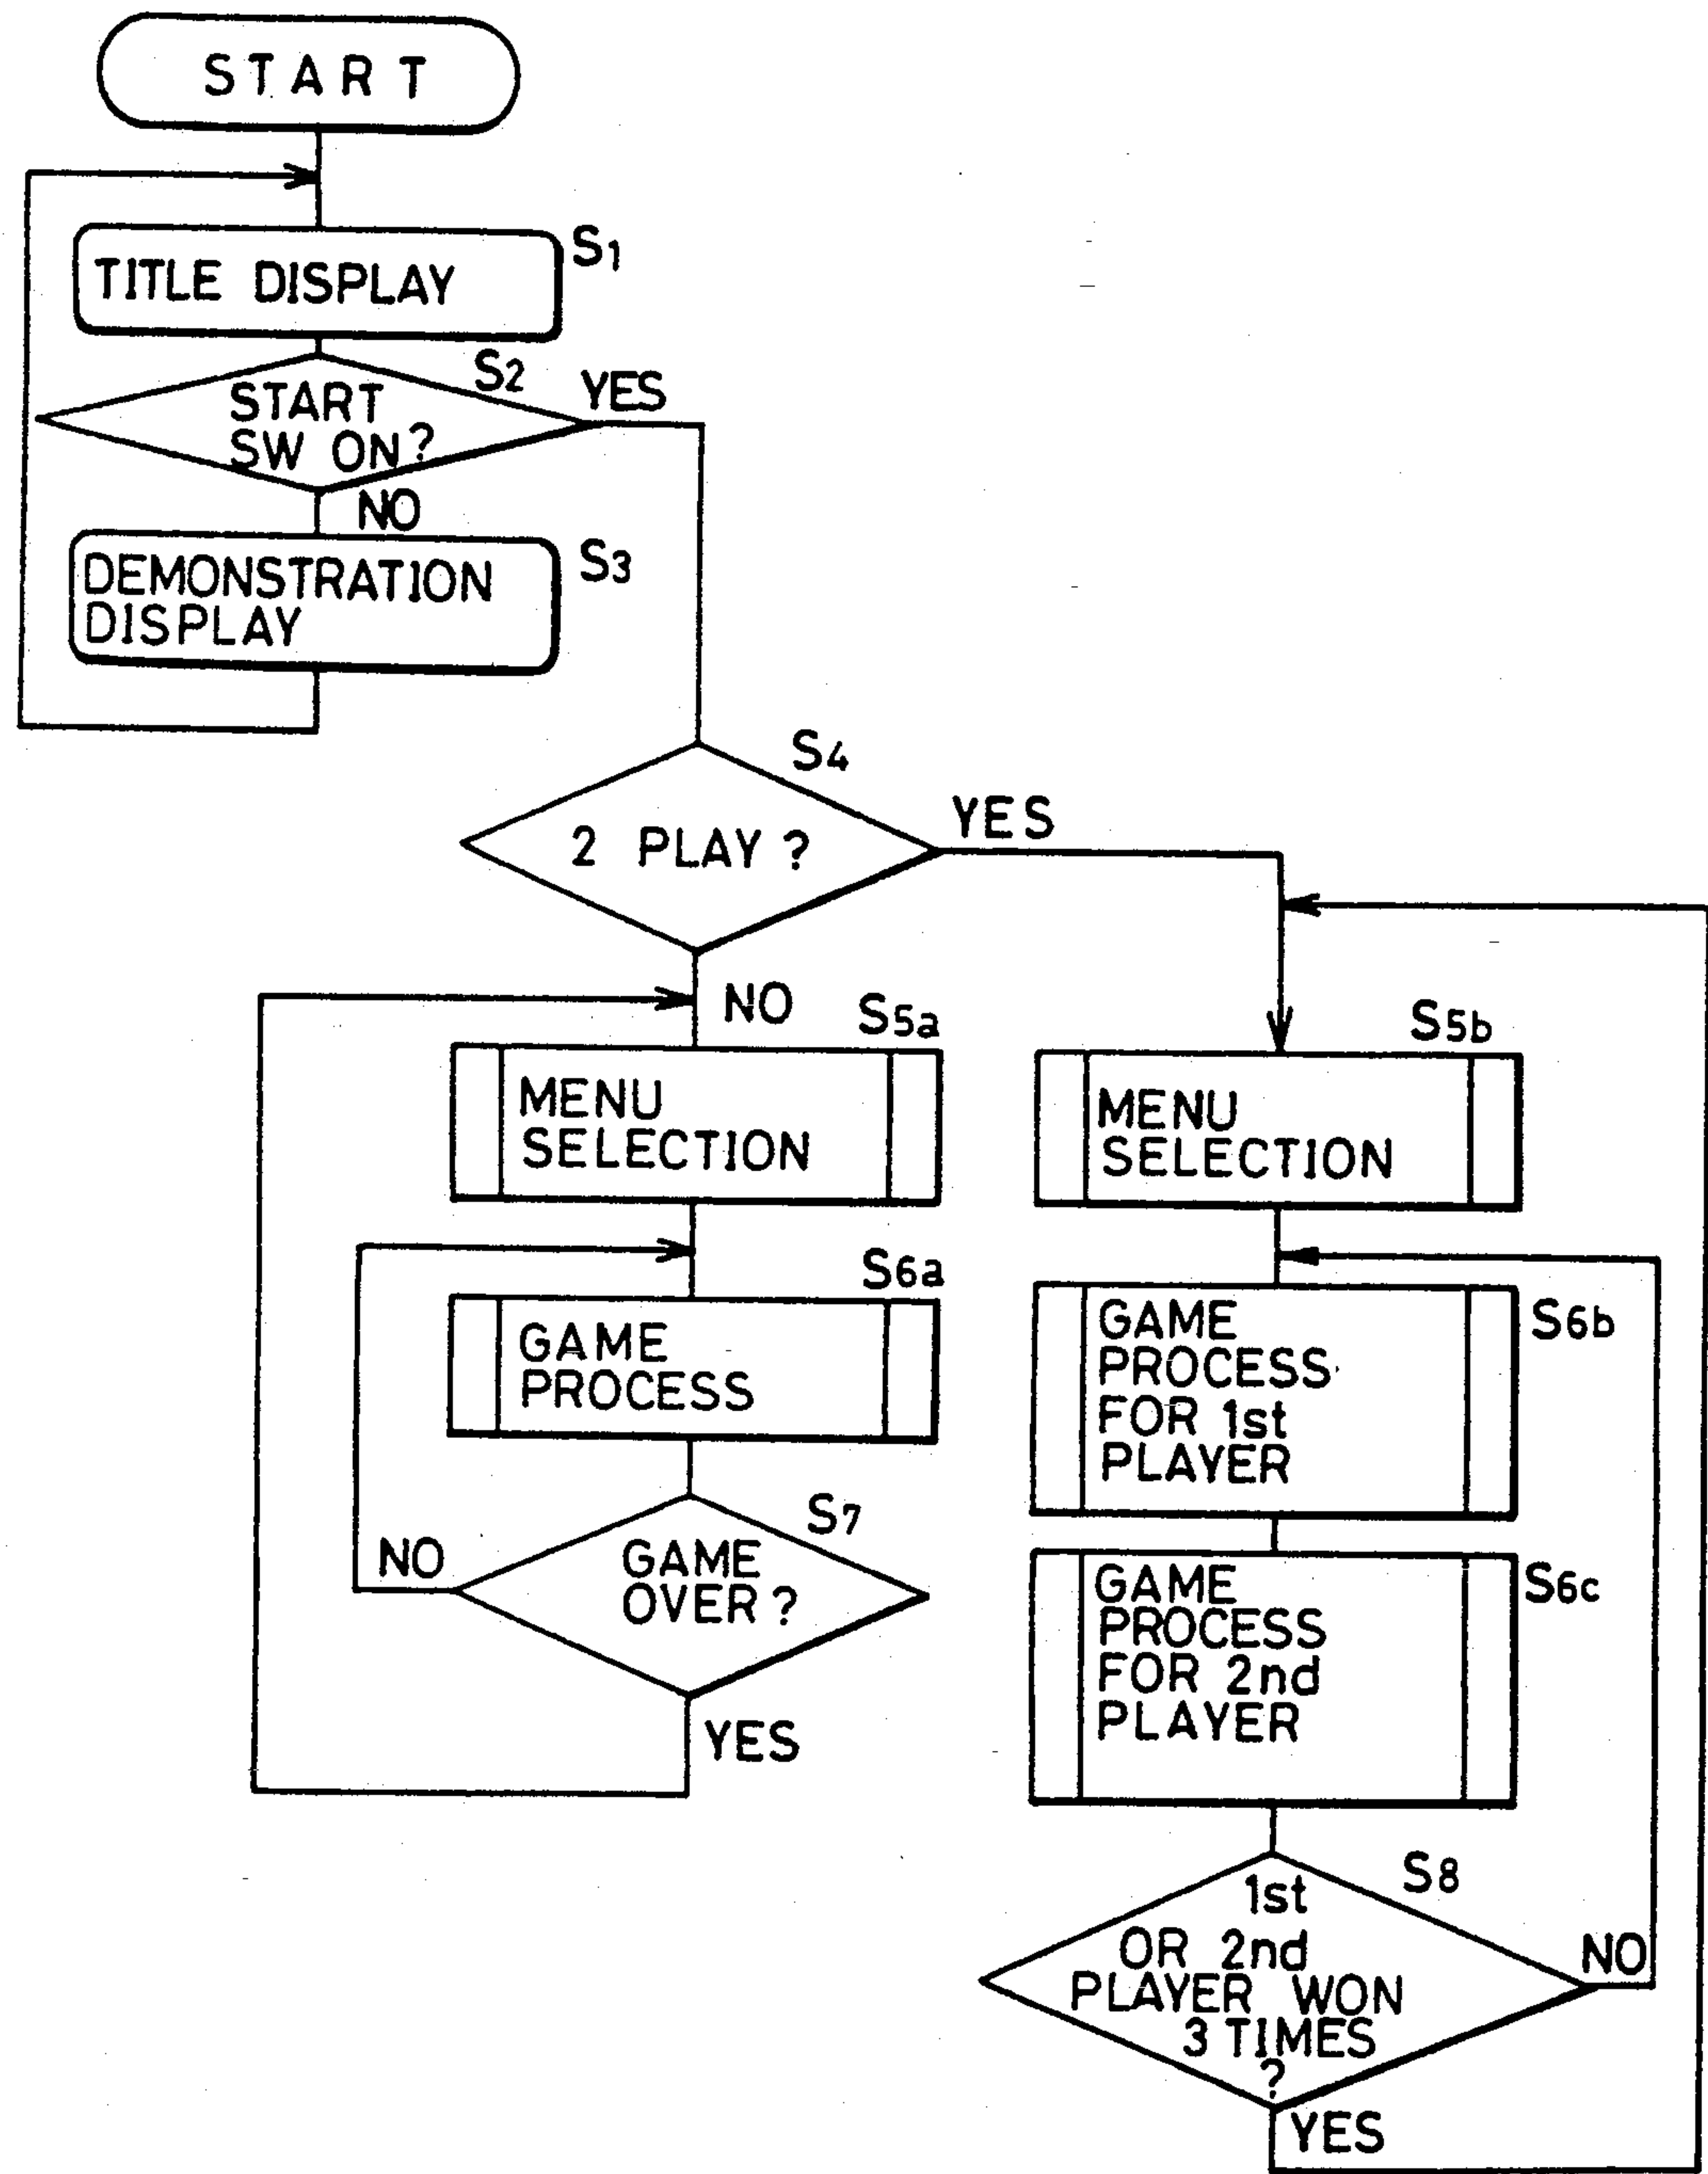 START
TITLE DISPLAY
S1
START
SW ON?
S2
YES
NO
DEMONSTRATION
DISPLAY
S3
2 PLAY ?
S4
YES
NO
S5a
MENU
SELECTION
S6a
GAME
PROCESS
S7
GAME
OVER ?
NO
YES
S5b
MENU
SELECTION
GAME
PROCESS
FOR 1st
PLAYER
S6b
GAME
PROCESS
FOR 2nd
PLAYER
S6c
S8
1st
OR 2nd
PLAYER WON
3 TIMES
?
NO
YES